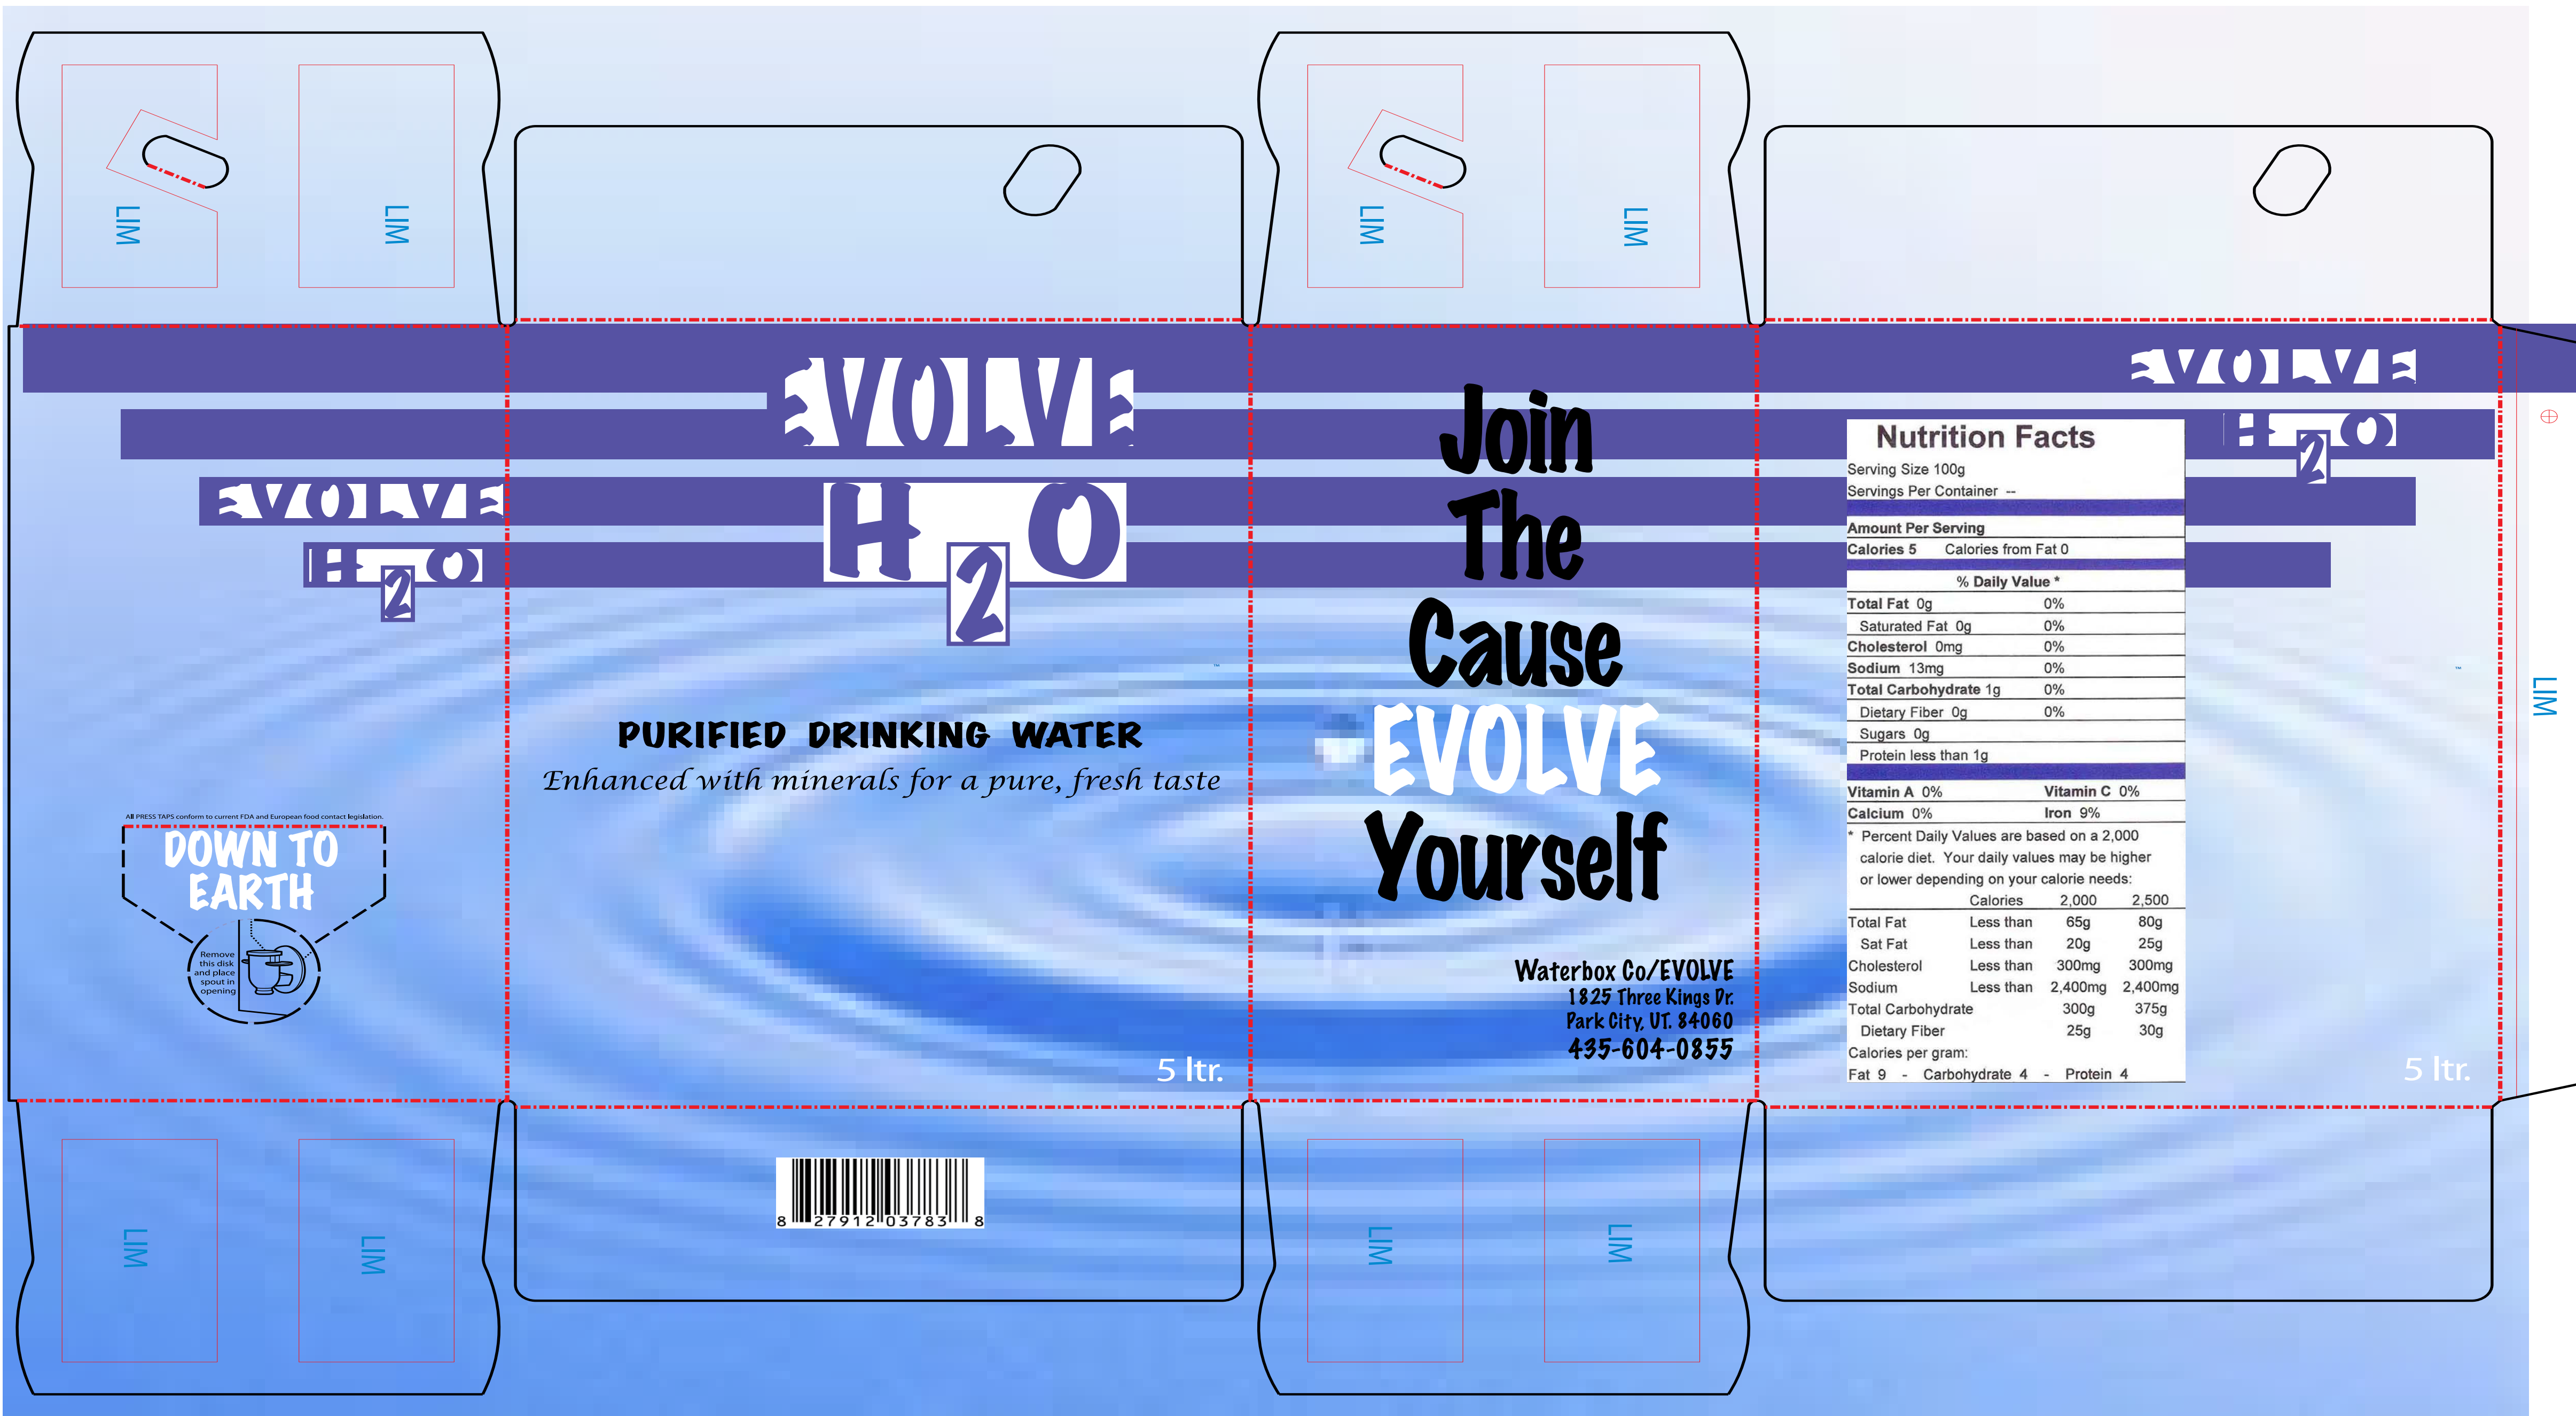 LIM
LIM
LIM
LIM
EVOLVE
H2O
All PRESS TAPS conform to current FDA and European food contact legislation.
DOWN TO
EARTH
Remove
this disk
and place
spout in
opening
EVOLVE
H2O
™
PURIFIED DRINKING WATER
Enhanced with minerals for a pure, fresh taste
5 ltr.
Join
The
Cause
EVOLVE
Yourself
Waterbox Co/EVOLVE
1825 Three Kings Dr.
Park City, UT. 84060
435-604-0855
EVOLVE
H2O
Nutrition Facts
Serving Size 100g
Servings Per Container --
Amount Per Serving
Calories 5 Calories from Fat 0
% Daily Value *
Total Fat 0g 0%
Saturated Fat 0g 0%
Cholesterol 0mg 0%
Sodium 13mg 0%
Total Carbohydrate 1g 0%
Dietary Fiber 0g 0%
Sugars 0g
Protein less than 1g
Vitamin A 0% Vitamin C 0%
Calcium 0% Iron 9%
* Percent Daily Values are based on a 2,000
calorie diet. Your daily values may be higher
or lower depending on your calorie needs:
Calories 2,000 2,500
Total Fat Less than 65g 80g
Sat Fat Less than 20g 25g
Cholesterol Less than 300mg 300mg
Sodium Less than 2,400mg 2,400mg
Total Carbohydrate 300g 375g
Dietary Fiber 25g 30g
Calories per gram:
Fat 9 - Carbohydrate 4 - Protein 4
™
5 ltr.
LIM
8 27912 03783 8
LIM
LIM
LIM
LIM